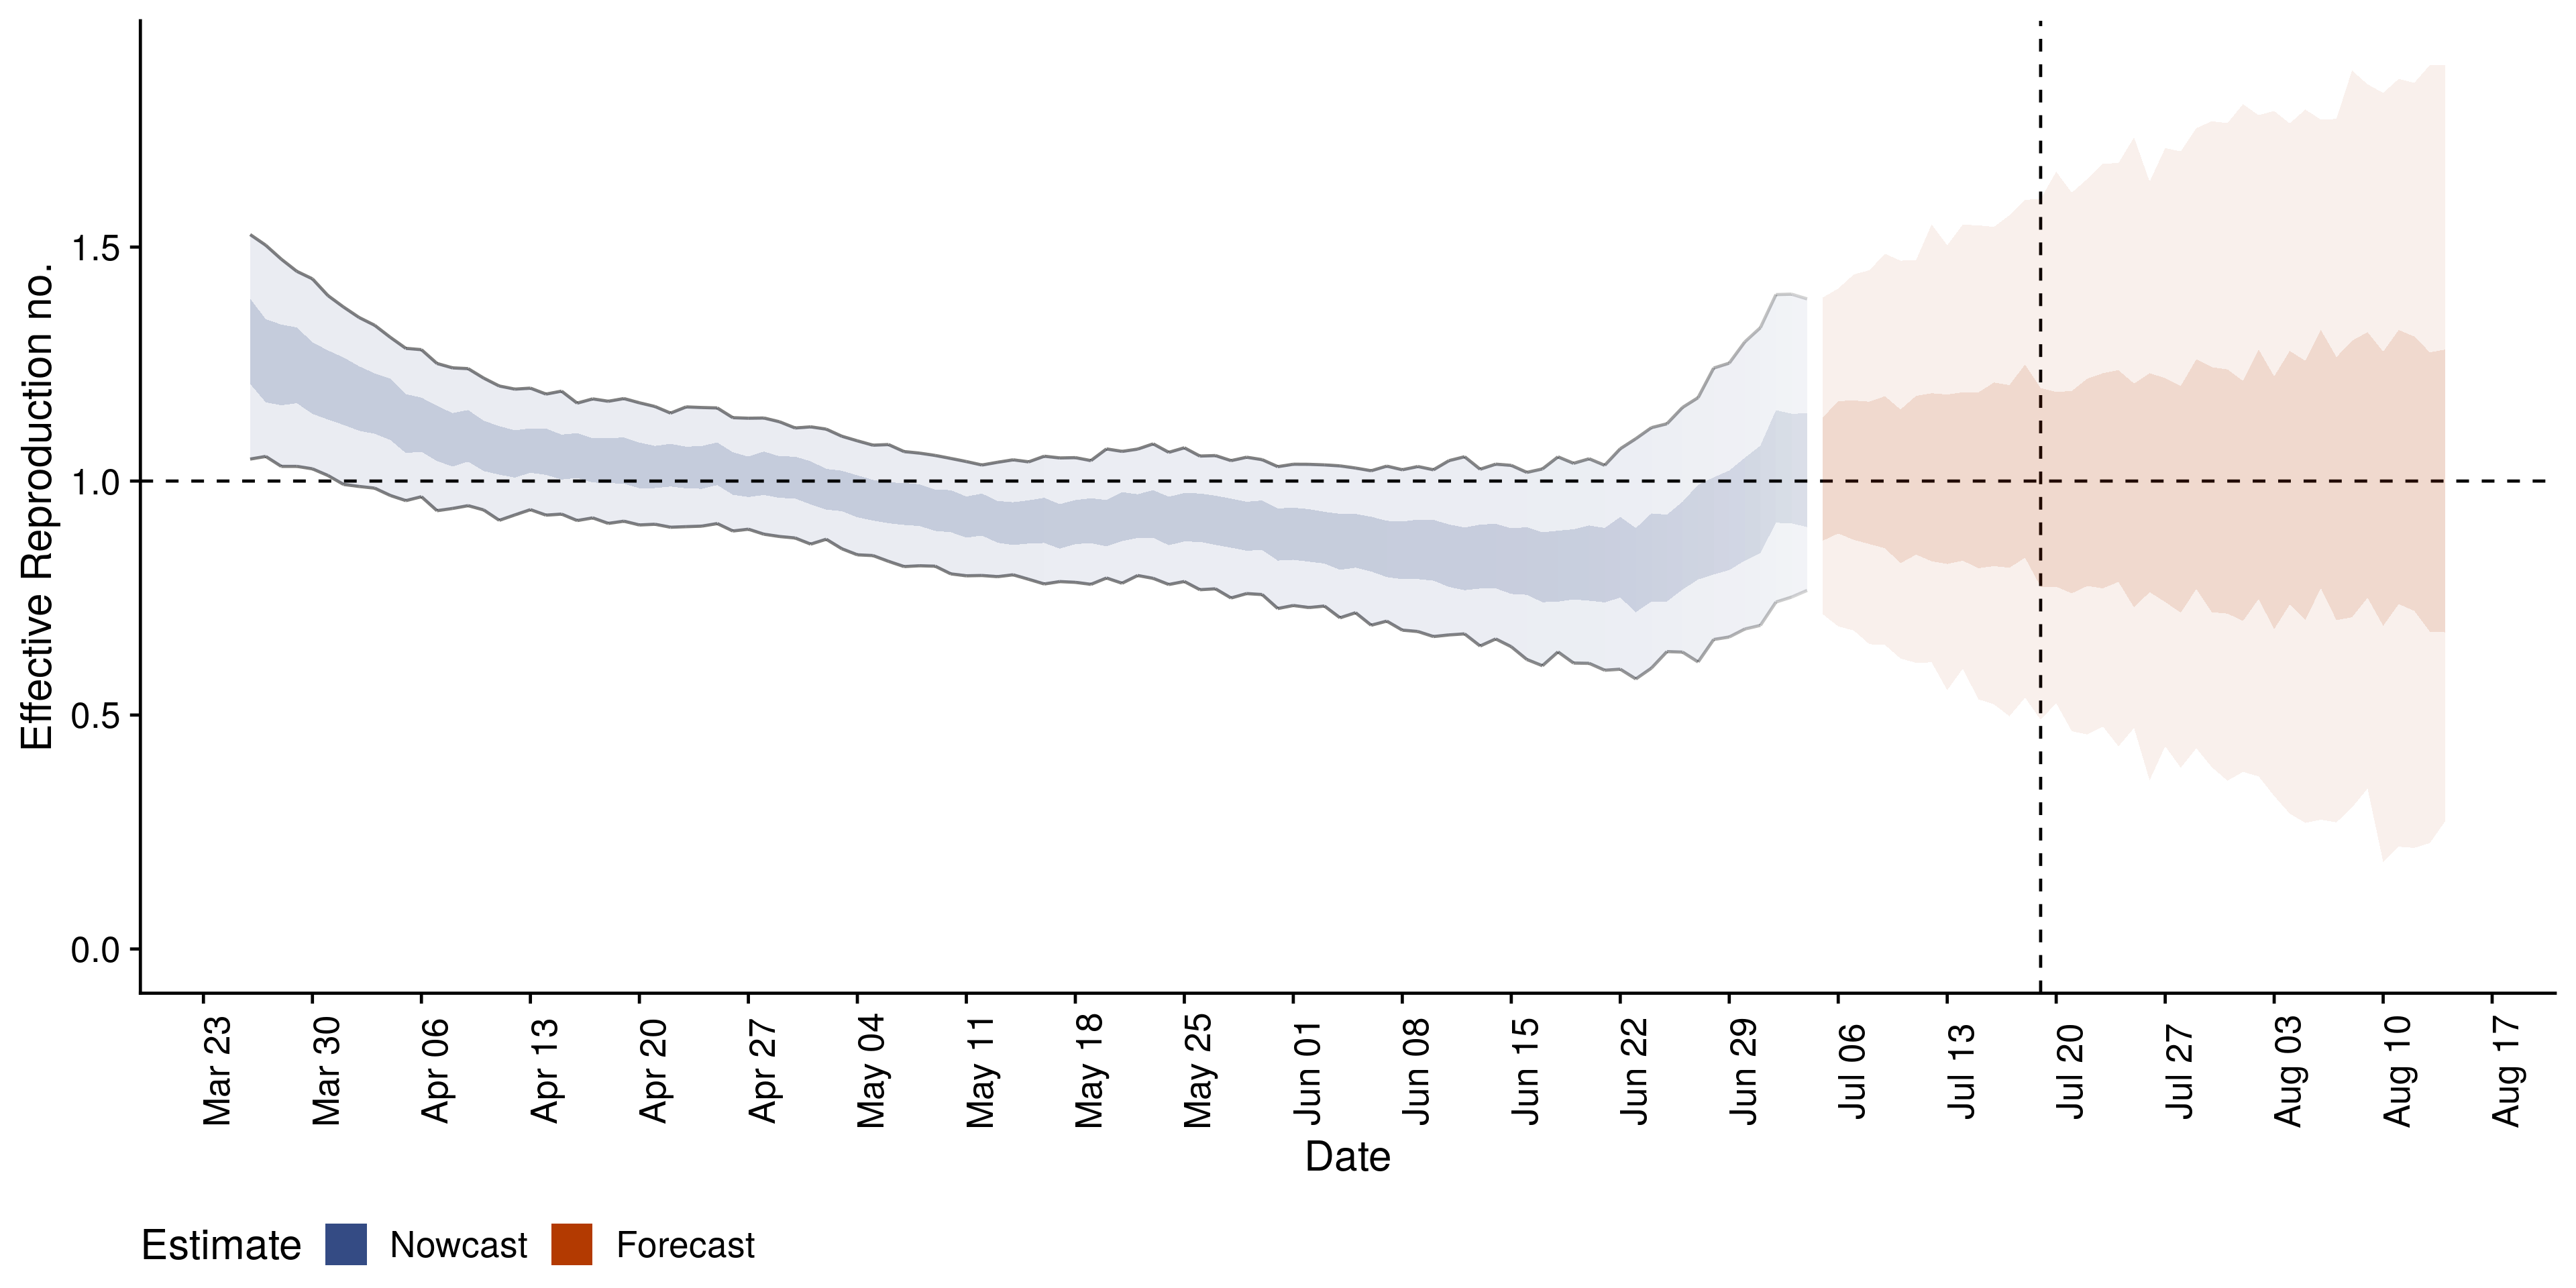 Effective Reproduction no.
1.5
1.0
0.5
0.0
Mar 23
Mar 30
Apr 06
Apr 13
Apr 20
Apr 27
May 04
May 11
May 18
May 25
Jun 01
Jun 08
Jun 15
Jun 22
Jun 29
Jul 06
Jul 13
Jul 20
Jul 27
Aug 03
Aug 10
Aug 17
Date
Estimate Nowcast Forecast